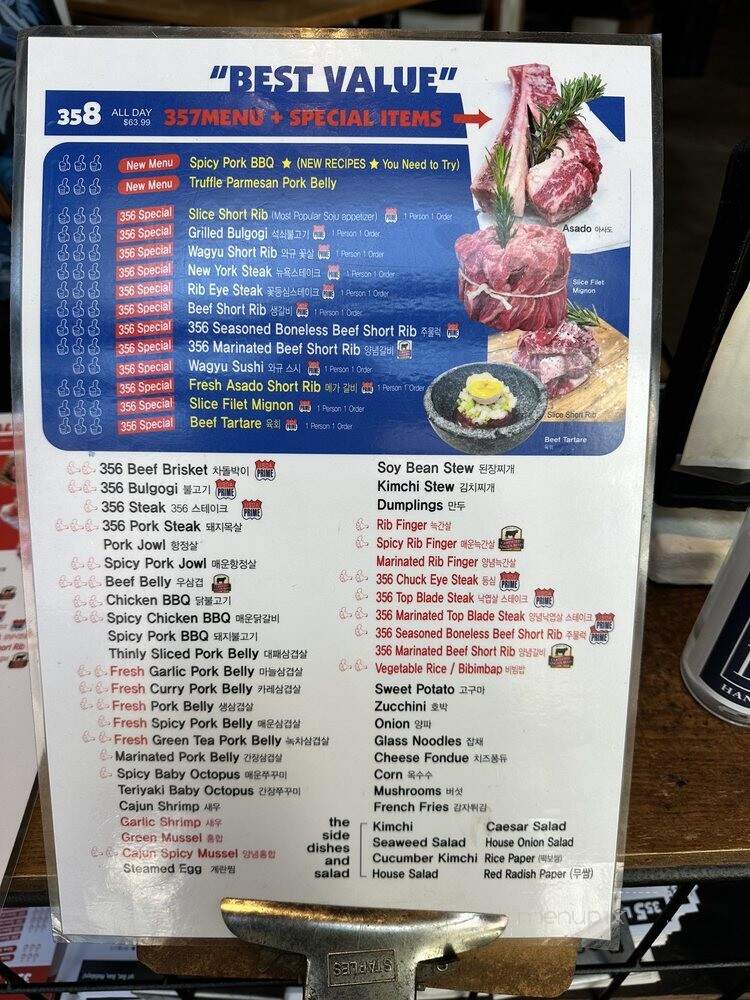 "BEST VALUE"
358 ALL DAY $63.99 357MENU + SPECIAL ITEMS
New Menu Spicy Pork BBQ ★ (NEW RECIPES ★ You Need to Try)
New Menu Truffle Parmesan Pork Belly
356 Special Slice Short Rib (Most Popular Soju appetizer) 1 Person 1 Order
356 Special Grilled Bulgogi 석쇠불고기 1 Person 1 Order
356 Special Wagyu Short Rib 와규 꽃살 1 Person 1 Order
356 Special New York Steak 뉴욕스테이크 1 Person 1 Order
356 Special Rib Eye Steak 꽃등심스테이크 1 Person 1 Order
356 Special Beef Short Rib 생갈비 1 Person 1 Order
356 Special 356 Seasoned Boneless Beef Short Rib 주물럭
356 Special 356 Marinated Beef Short Rib 양념갈비
356 Special Wagyu Sushi 와규 스시 1 Person 1 Order
356 Special Fresh Asado Short Rib 메가 갈비 1 Person 1 Order
356 Special Slice Filet Mignon 1 Person 1 Order
356 Special Beef Tartare 육회 1 Person 1 Order
Asado 아사도
Slice Filet
Mignon
Slice Short Rib
Beef Tartare
육회
356 Beef Brisket 차돌박이 PRIME
356 Bulgogi 불고기 PRIME
356 Steak 356 스테이크 PRIME
356 Pork Steak 돼지목살
Pork Jowl 항정살
Spicy Pork Jowl 매운항정살
Beef Belly 우삼겹
Chicken BBQ 닭불고기
Spicy Chicken BBQ 매운닭갈비
Spicy Pork BBQ 돼지불고기
Thinly Sliced Pork Belly 대패삼겹살
Fresh Garlic Pork Belly 마늘삼겹살
Fresh Curry Pork Belly 카레삼겹살
Fresh Pork Belly 생삼겹살
Fresh Spicy Pork Belly 매운삼겹살
Fresh Green Tea Pork Belly 녹차삼겹살
Marinated Pork Belly 간장삼겹살
Spicy Baby Octopus 매운쭈꾸미
Teriyaki Baby Octopus 간장쭈꾸미
Cajun Shrimp 새우
Garlic Shrimp 새우
Green Mussel 홍합
Cajun Spicy Mussel 양념홍합
Steamed Egg 계란찜
Soy Bean Stew 된장찌개
Kimchi Stew 김치찌개
Dumplings 만두
Rib Finger 늑간살
Spicy Rib Finger 매운늑간살
Marinated Rib Finger 양념늑간살
356 Chuck Eye Steak 등심 PRIME
356 Top Blade Steak 낙엽살 스테이크 PRIME
356 Marinated Top Blade Steak 양념낙엽살 스테이크 PRIME
356 Seasoned Boneless Beef Short Rib 주물럭 PRIME
356 Marinated Beef Short Rib 양념갈비
Vegetable Rice / Bibimbap 비빔밥
Sweet Potato 고구마
Zucchini 호박
Onion 양파
Glass Noodles 잡채
Cheese Fondue 치즈퐁듀
Corn 옥수수
Mushrooms 버섯
French Fries 감자튀김
the
side
dishes
and
salad
Kimchi Caesar Salad
Seaweed Salad House Onion Salad
Cucumber Kimchi Rice Paper (떡보쌈)
House Salad Red Radish Paper (무쌈)
STAPLES
HAN